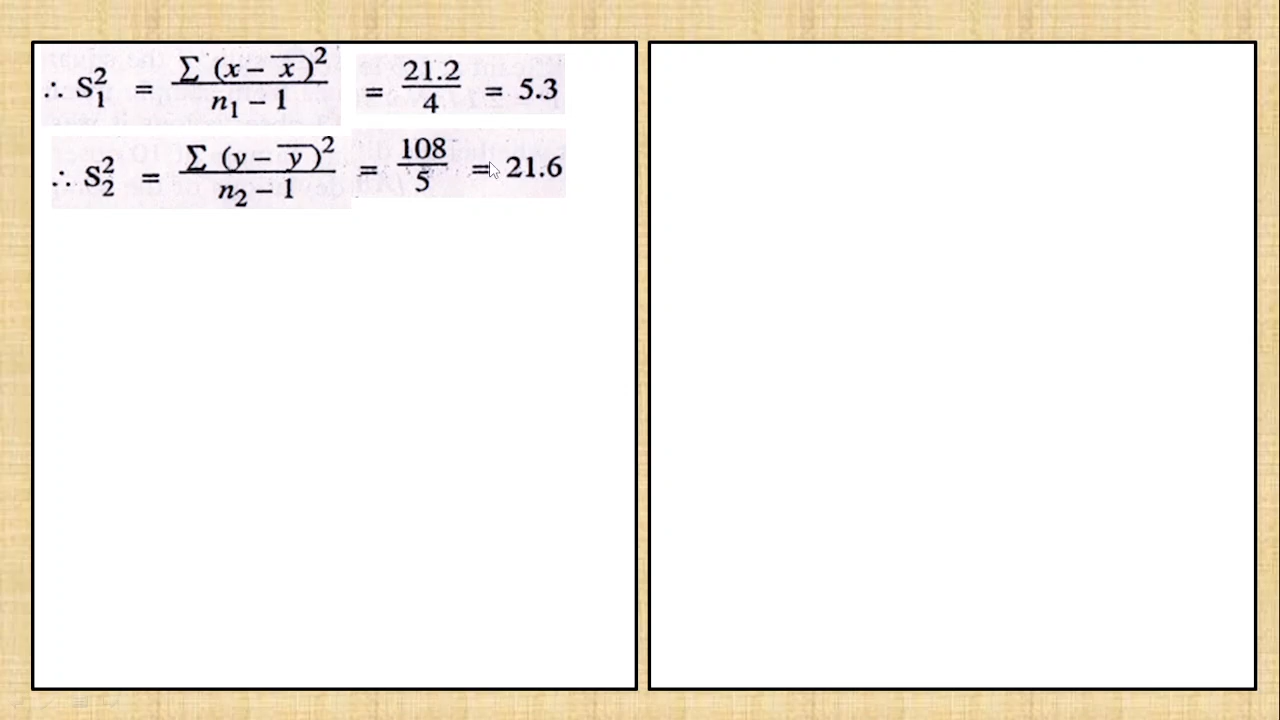 ∴ S₁² = ∑ (x – x̄)² / n₁ – 1 = 21.2 / 4 = 5.3
∴ S₂² = ∑ (y – ȳ)² / n₂ – 1 = 108 / 5 = 21.6